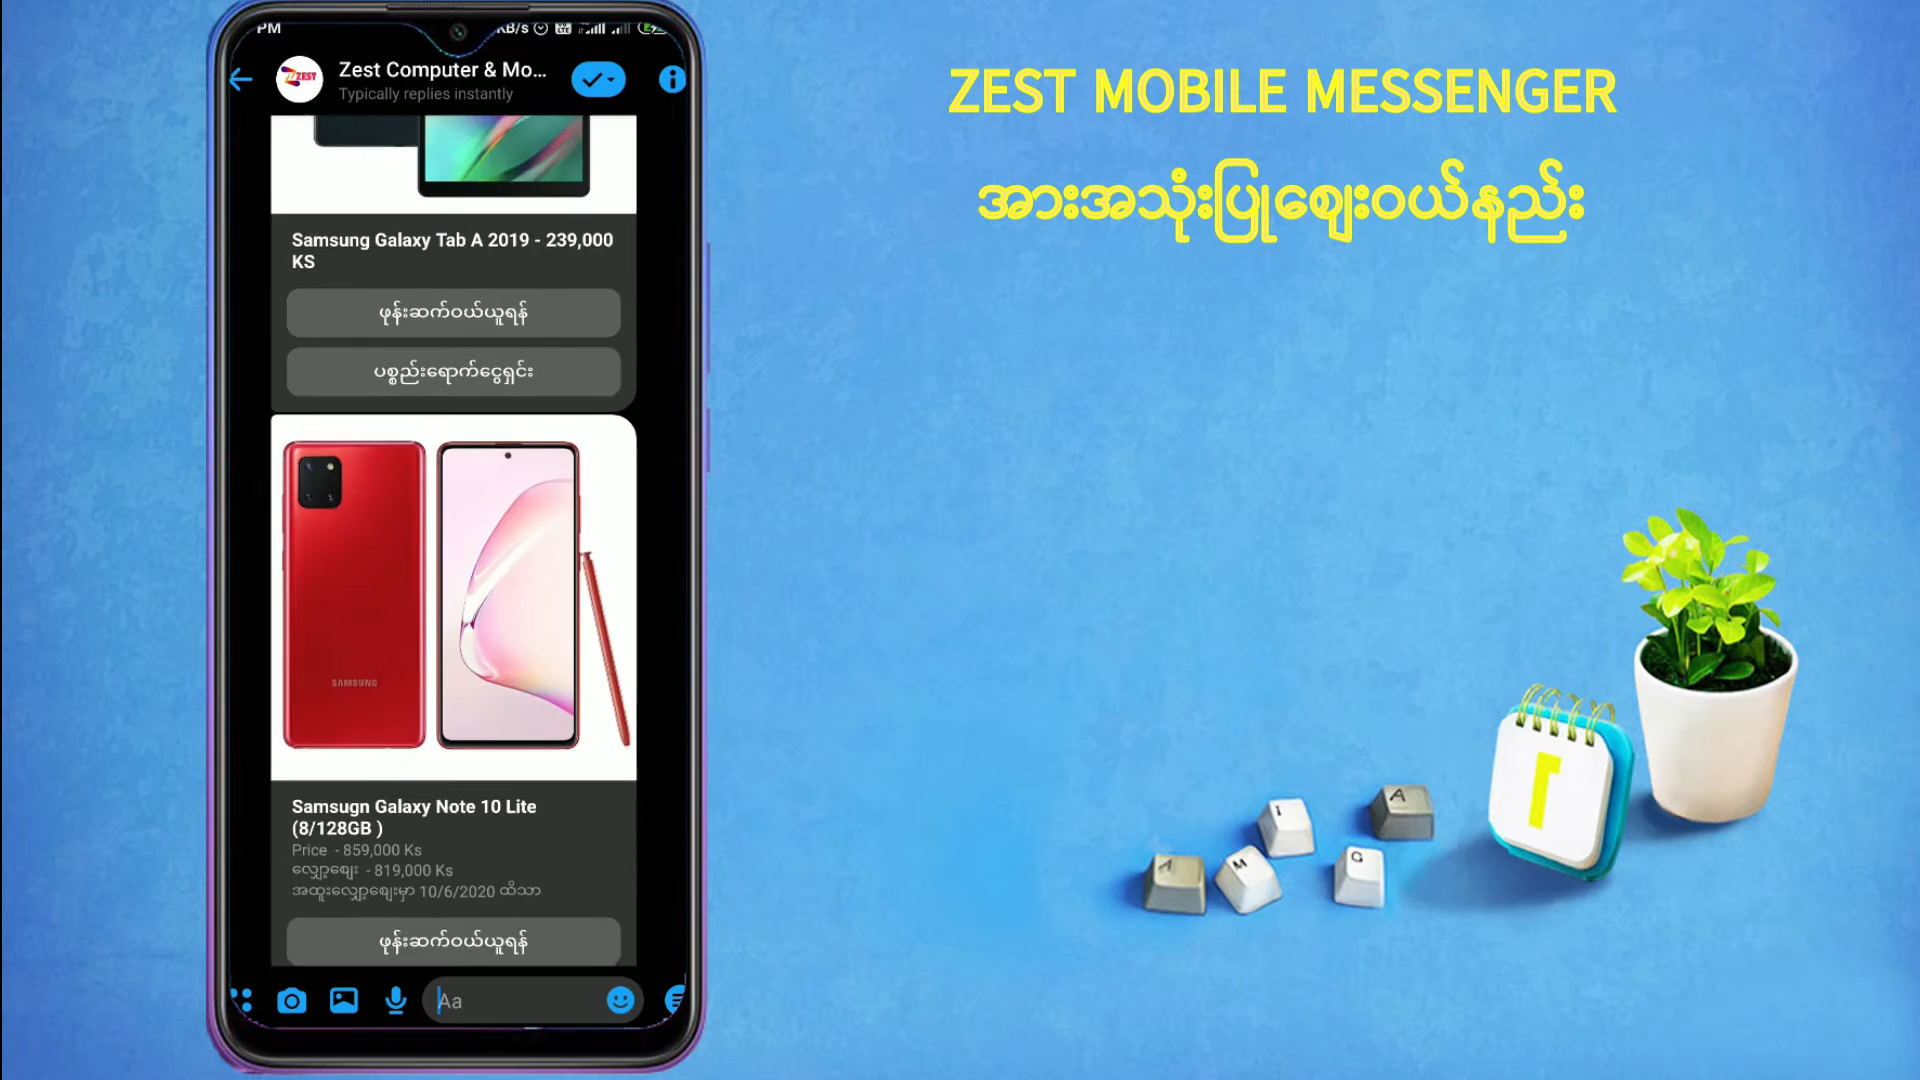 PM
KB/s
ZEST
Zest Computer & Mo...
Typically replies instantly
Samsung Galaxy Tab A 2019 - 239,000
KS
ဖုန်းဆက်ဝယ်ယူရန်
ပစ္စည်းရောက်ငွေရှင်း
SAMSUNG
Samsugn Galaxy Note 10 Lite
(8/128GB )
Price - 859,000 Ks
လျှော့ဈေး - 819,000 Ks
အထူးလျှော့ဈေးမှာ 10/6/2020 ထိသာ
ဖုန်းဆက်ဝယ်ယူရန်
Aa
ZEST MOBILE MESSENGER
အားအသုံးပြုဈေးဝယ်နည်း
I
A
A
M
G
1